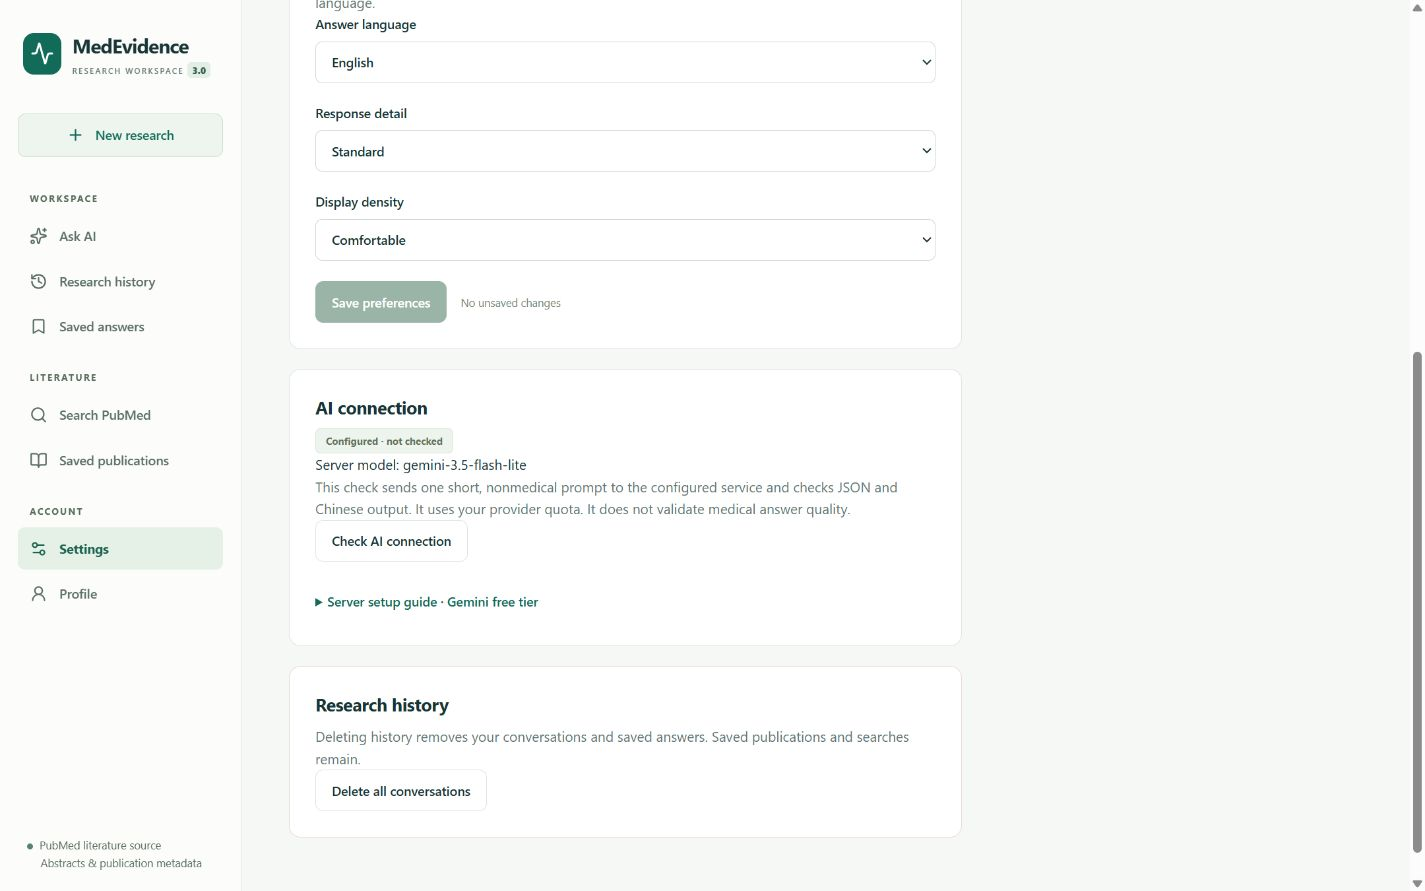 MedEvidence
RESEARCH WORKSPACE 3.0
New research
WORKSPACE
Ask AI
Research history
Saved answers
LITERATURE
Search PubMed
Saved publications
ACCOUNT
Settings
Profile
PubMed literature source
Abstracts & publication metadata
language.
Answer language
English
Response detail
Standard
Display density
Comfortable
Save preferences No unsaved changes
AI connection
Configured · not checked
Server model: gemini-3.5-flash-lite
This check sends one short, nonmedical prompt to the configured service and checks JSON and
Chinese output. It uses your provider quota. It does not validate medical answer quality.
Check AI connection
Server setup guide · Gemini free tier
Research history
Deleting history removes your conversations and saved answers. Saved publications and searches
remain.
Delete all conversations